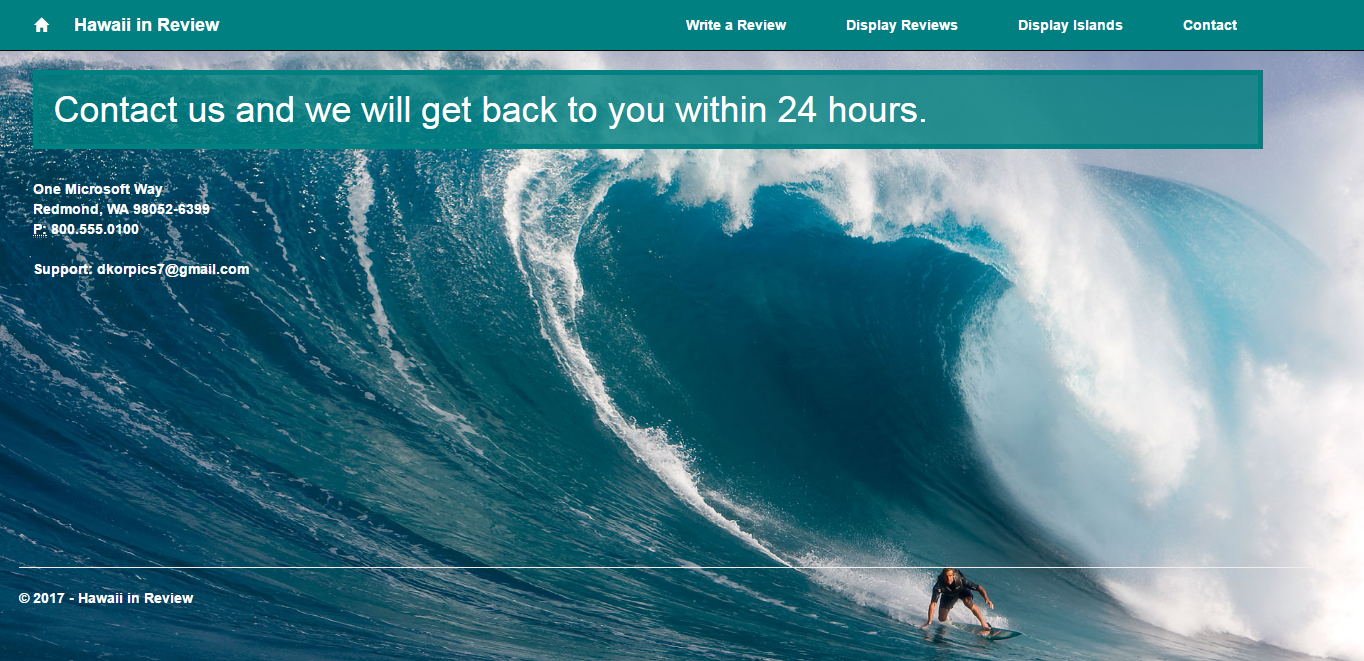 Hawaii in Review
Write a Review
Display Reviews
Display Islands
Contact
Contact us and we will get back to you within 24 hours.
One Microsoft Way
Redmond, WA 98052-6399
P: 800.555.0100
Support: dkorpics7@gmail.com
© 2017 - Hawaii in Review